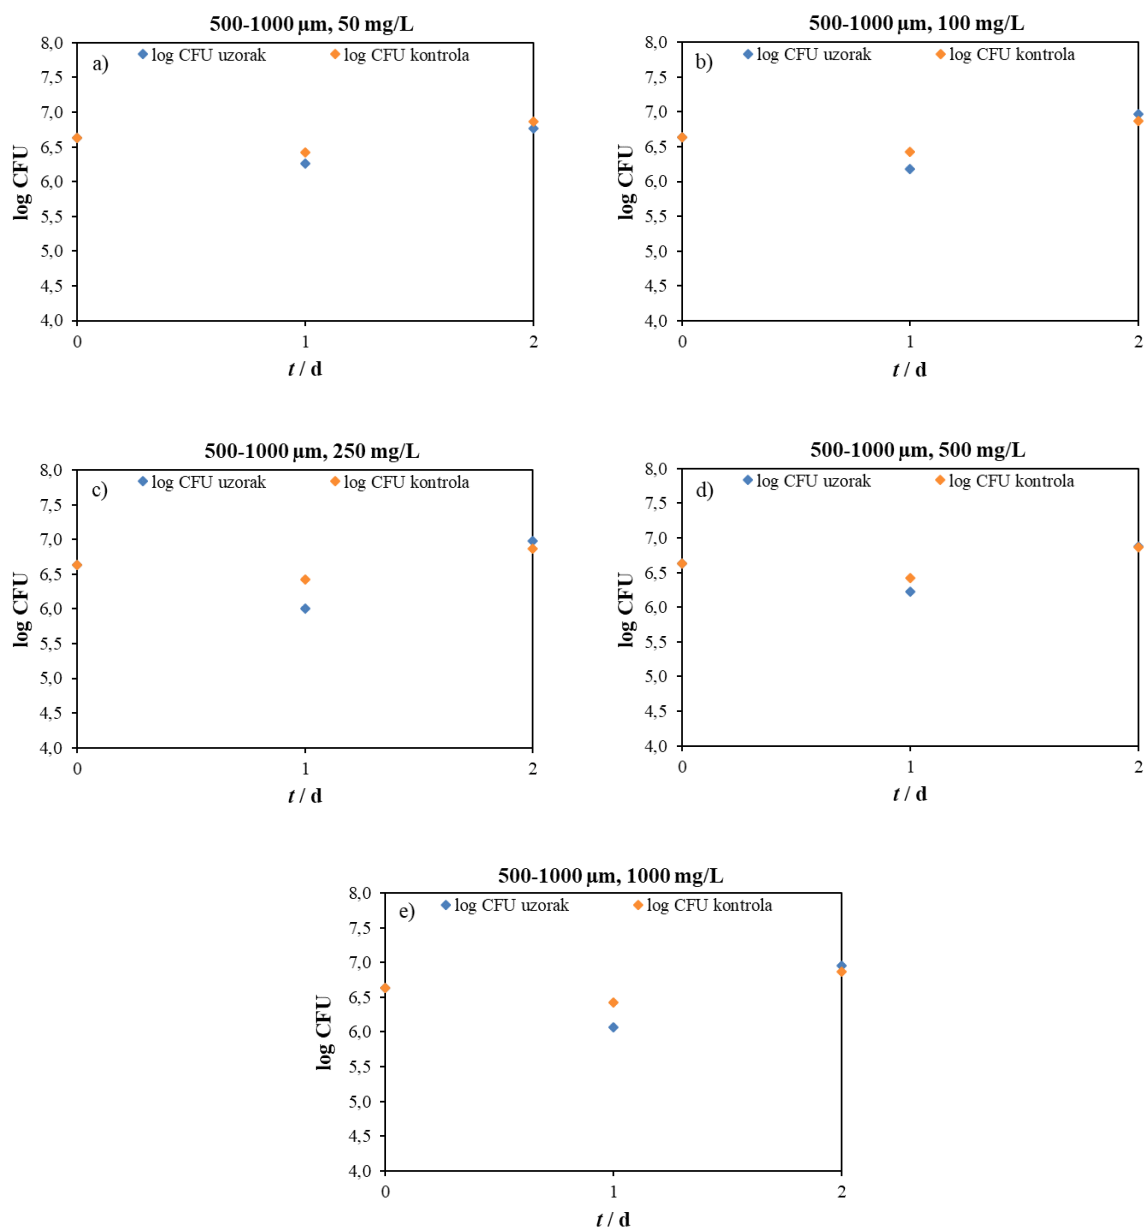 500-1000 µm, 50 mg/L
a)
log CFU uzorak
log CFU kontrola
8,0
7,5
7,0
6,5
6,0
5,5
5,0
4,5
4,0
log CFU
0 1 2
t / d
500-1000 µm, 100 mg/L
b)
log CFU uzorak
log CFU kontrola
8,0
7,5
7,0
6,5
6,0
5,5
5,0
4,5
4,0
log CFU
0 1 2
t / d
500-1000 µm, 250 mg/L
c)
log CFU uzorak
log CFU kontrola
8,0
7,5
7,0
6,5
6,0
5,5
5,0
4,5
4,0
log CFU
0 1 2
t / d
500-1000 µm, 500 mg/L
d)
log CFU uzorak
log CFU kontrola
8,0
7,5
7,0
6,5
6,0
5,5
5,0
4,5
4,0
log CFU
0 1 2
t / d
500-1000 µm, 1000 mg/L
e)
log CFU uzorak
log CFU kontrola
8,0
7,5
7,0
6,5
6,0
5,5
5,0
4,5
4,0
log CFU
0 1 2
t / d